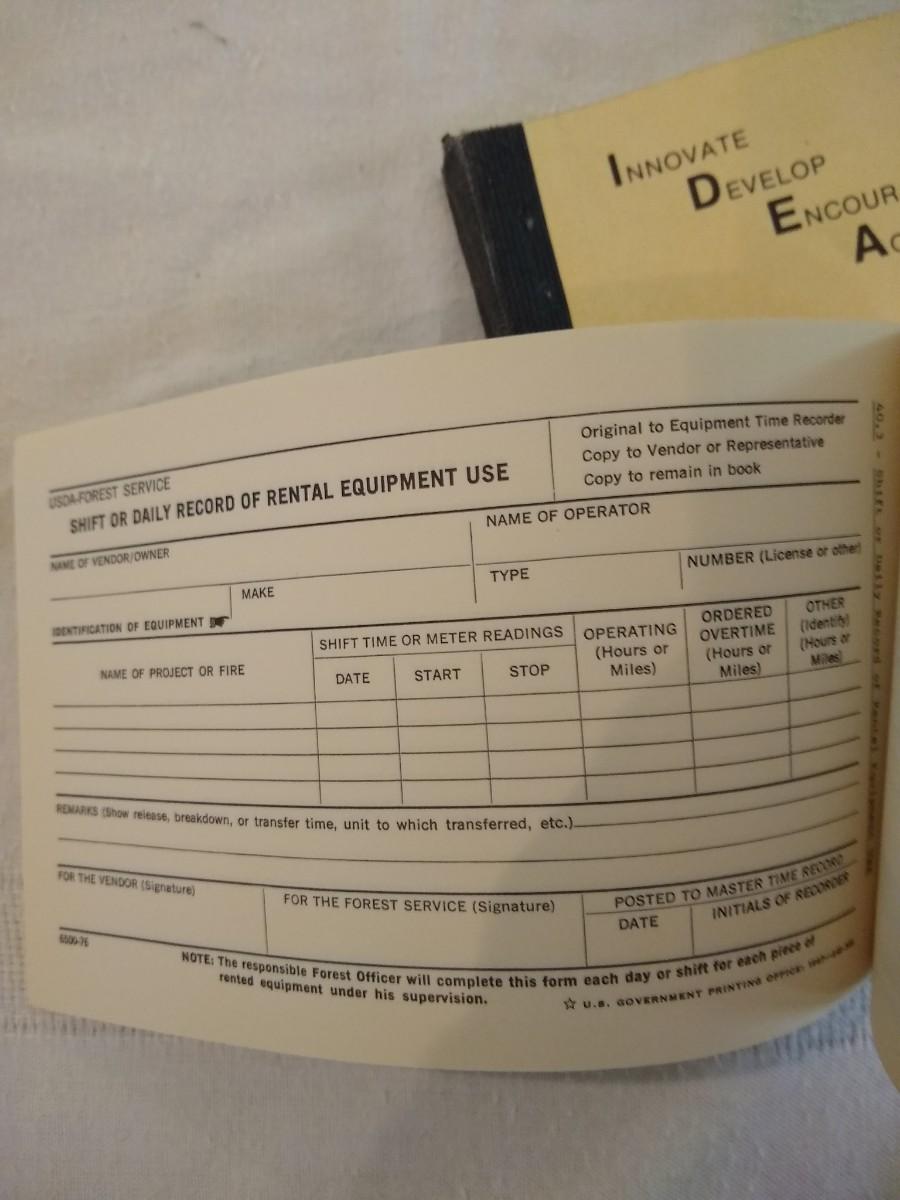 INNOVATE
DEVELOP
ENCOUR
A
USDA-FOREST SERVICE
SHIFT OR DAILY RECORD OF RENTAL EQUIPMENT USE
Original to Equipment Time Recorder
Copy to Vendor or Representative
Copy to remain in book
NAME OF VENDOR/OWNER
NAME OF OPERATOR
IDENTIFICATION OF EQUIPMENT
MAKE
TYPE
NUMBER (License or other)
NAME OF PROJECT OR FIRE
SHIFT TIME OR METER READINGS
DATE
START
STOP
OPERATING
(Hours or
Miles)
ORDERED
OVERTIME
(Hours or
Miles)
OTHER
(Identify)
(Hours or
Miles)
REMARKS (Show release, breakdown, or transfer time, unit to which transferred, etc.)
FOR THE VENDOR (Signature)
FOR THE FOREST SERVICE (Signature)
POSTED TO MASTER TIME RECORD
DATE
INITIALS OF RECORDER
6500-76
NOTE: The responsible Forest Officer will complete this form each day or shift for each piece of
rented equipment under his supervision.
☆ U.S. GOVERNMENT PRINTING OFFICE: